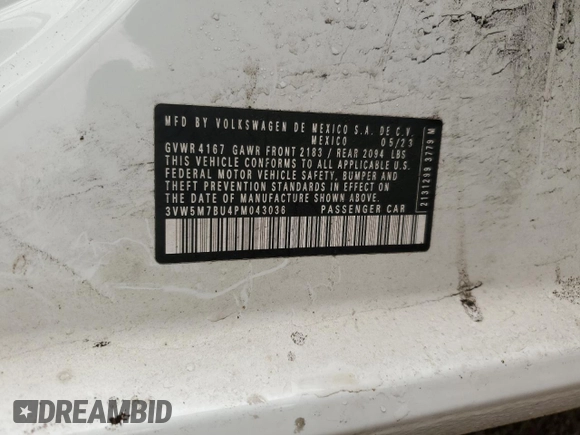 MFD BY VOLKSWAGEN DE MEXICO S.A. DE C.V.
MEXICO 05/23
GVWR 4167 GAWR FRONT 2183 / REAR 2094 LBS
THIS VEHICLE CONFORMS TO ALL APPLICABLE U.S.
FEDERAL MOTOR VEHICLE SAFETY, BUMPER AND
THEFT PREVENTION STANDARDS IN EFFECT ON
THE DATE OF MANUFACTURE SHOWN ABOVE.
3VW5M7BU4PM043036 PASSENGER CAR
2131299 3779 M
DREAMBID